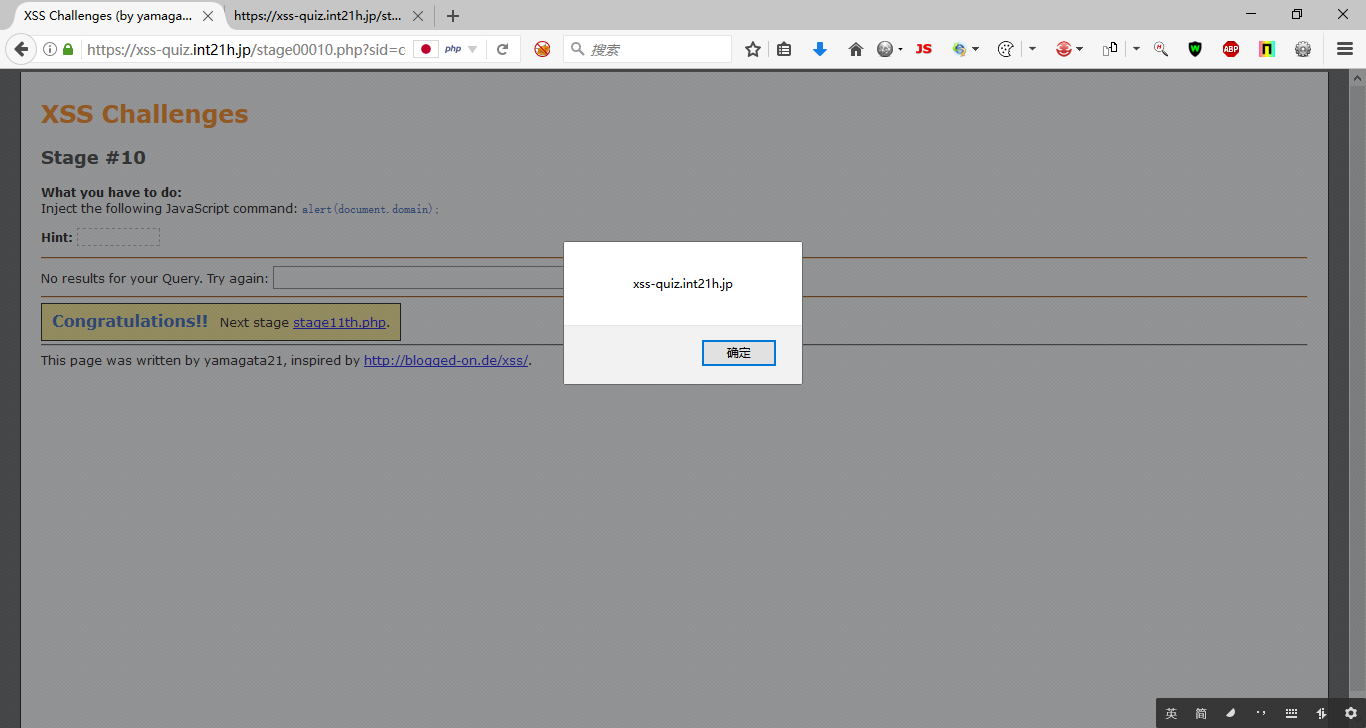 XSS Challenges (by yamaga...
https://xss-quiz.int21h.jp/st...
https://xss-quiz.int21h.jp/stage00010.php?sid=c
php
搜索
JS
W
ABP
XSS Challenges
Stage #10
What you have to do:
Inject the following JavaScript command: alert(document.domain);
Hint:
No results for your Query. Try again:
xss-quiz.int21h.jp
确定
Congratulations!! Next stage stage11th.php.
This page was written by yamagata21, inspired by http://blogged-on.de/xss/.
英 简